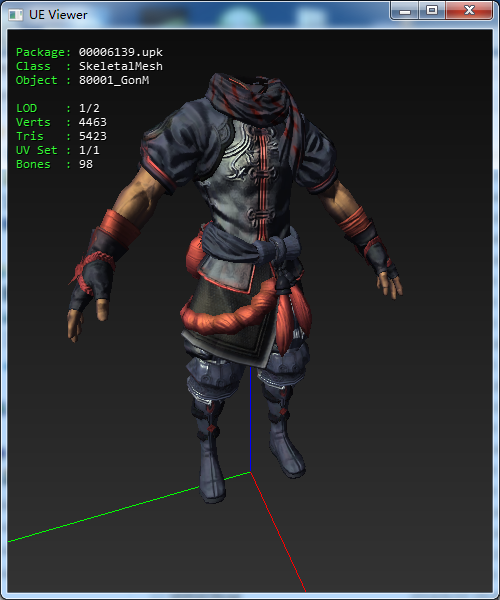 UE Viewer
Package: 00006139.upk
Class : SkeletalMesh
Object : 80001_GonM
LOD : 1/2
Verts : 4463
Tris : 5423
UV Set : 1/1
Bones : 98